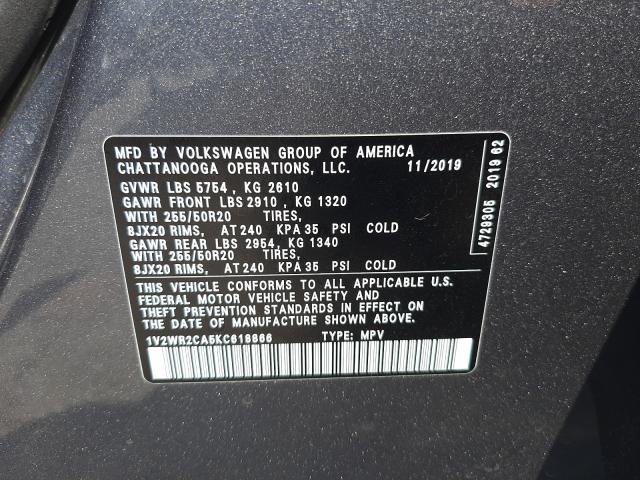 MFD BY VOLKSWAGEN GROUP OF AMERICA
CHATTANOOGA OPERATIONS, LLC. 11/2019
GVWR LBS 5754 , KG 2610
GAWR FRONT LBS 2910 , KG 1320
WITH 255/50R20 TIRES,
8JX20 RIMS, AT 240 KPA 35 PSI COLD
GAWR REAR LBS 2954, KG 1340
WITH 255/50R20 TIRES,
8JX20 RIMS, AT 240 KPA 35 PSI COLD
THIS VEHICLE CONFORMS TO ALL APPLICABLE U.S.
FEDERAL MOTOR VEHICLE SAFETY AND
THEFT PREVENTION STANDARDS IN EFFECT ON
DATE OF MANUFACTURE SHOWN ABOVE.
1V2WR2CA5KC618866 TYPE: MPV
4729305 2019 62